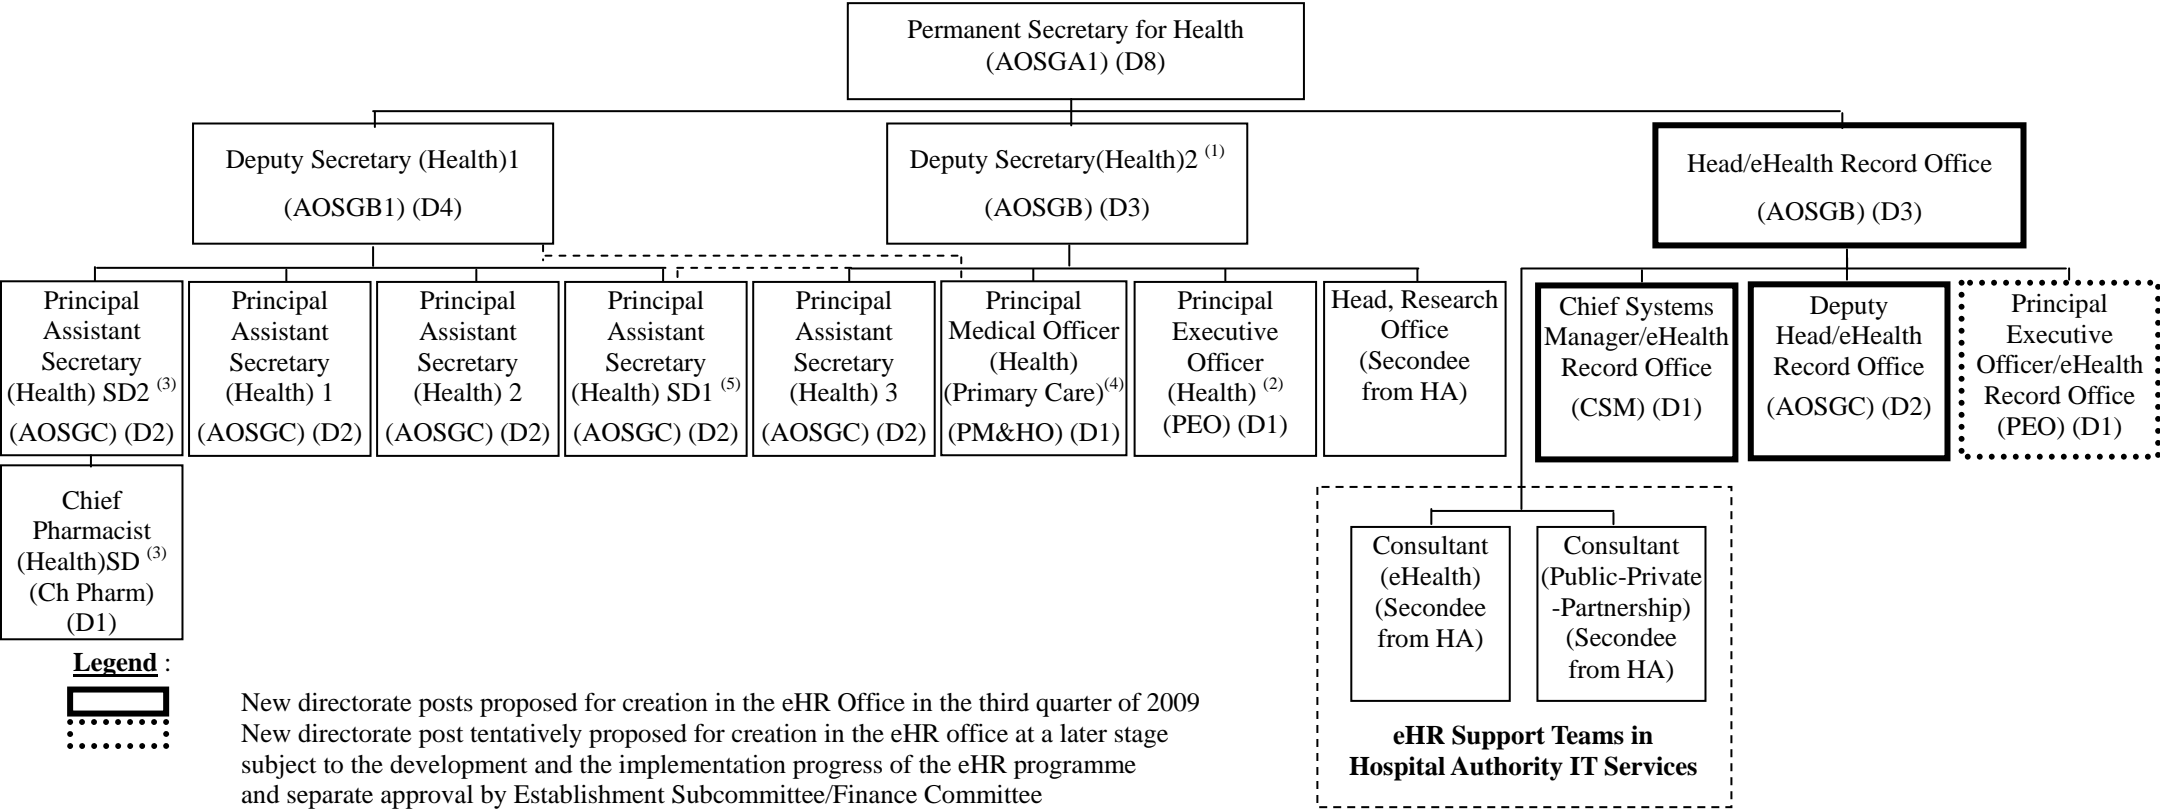 Permanent Secretary for Health
(AOSGA1) (D8)
Deputy Secretary (Health)1
(AOSGB1) (D4)
Deputy Secretary(Health)2 (1)
(AOSGB) (D3)
Head/eHealth Record Office
(AOSGB) (D3)
Principal
Assistant
Secretary
(Health) SD2 (3)
(AOSGC) (D2)
Principal
Assistant
Secretary
(Health) 1
(AOSGC) (D2)
Principal
Assistant
Secretary
(Health) 2
(AOSGC) (D2)
Principal
Assistant
Secretary
(Health) SD1 (5)
(AOSGC) (D2)
Principal
Assistant
Secretary
(Health) 3
(AOSGC) (D2)
Principal
Medical Officer
(Health)
(Primary Care)(4)
(PM&HO) (D1)
Principal
Executive
Officer
(Health) (2)
(PEO) (D1)
Head, Research
Office
(Secondee
from HA)
Chief Systems
Manager/eHealth
Record Office
(CSM) (D1)
Deputy
Head/eHealth
Record Office
(AOSGC) (D2)
Principal
Executive
Officer/eHealth
Record Office
(PEO) (D1)
Chief
Pharmacist
(Health)SD (3)
(Ch Pharm)
(D1)
Consultant
(eHealth)
(Secondee
from HA)
Consultant
(Public-Private
-Partnership)
(Secondee
from HA)
eHR Support Teams in
Hospital Authority IT Services
Legend :
New directorate posts proposed for creation in the eHR Office in the third quarter of 2009
New directorate post tentatively proposed for creation in the eHR office at a later stage
subject to the development and the implementation progress of the eHR programme
and separate approval by Establishment Subcommittee/Finance Committee